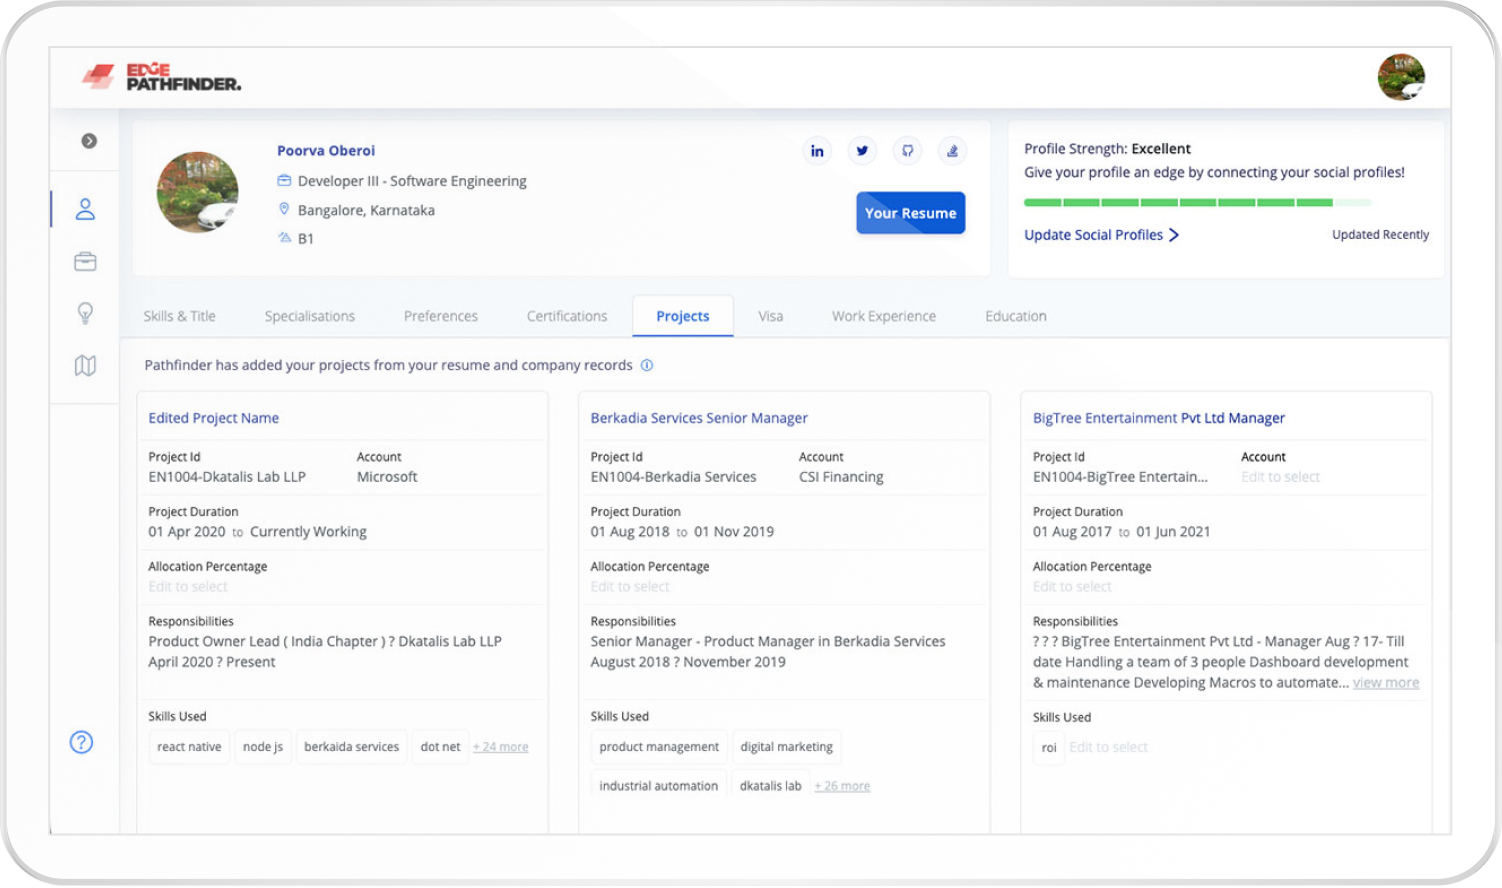 EDGE
PATHFINDER.
Poorva Oberoi
Developer III - Software Engineering
Bangalore, Karnataka
B1
in
Your Resume
Profile Strength: Excellent
Give your profile an edge by connecting your social profiles!
Update Social Profiles
Updated Recently
Skills & Title
Specialisations
Preferences
Certifications
Projects
Visa
Work Experience
Education
Pathfinder has added your projects from your resume and company records
Edited Project Name
Project Id
Account
EN1004-Dkatalis Lab LLP
Microsoft
Project Duration
01 Apr 2020 to Currently Working
Allocation Percentage
Edit to select
Responsibilities
Product Owner Lead ( India Chapter ) ? Dkatalis Lab LLP
April 2020 ? Present
Skills Used
react native
node js
berkaida services
dot net
+ 24 more
Berkadia Services Senior Manager
Project Id
Account
EN1004-Berkadia Services
CSI Financing
Project Duration
01 Aug 2018 to 01 Nov 2019
Allocation Percentage
Edit to select
Responsibilities
Senior Manager - Product Manager in Berkadia Services
August 2018 ? November 2019
Skills Used
product management
digital marketing
industrial automation
dkatalis lab
+ 26 more
BigTree Entertainment Pvt Ltd Manager
Project Id
Account
EN1004-BigTree Entertain...
Edit to select
Project Duration
01 Aug 2017 to 01 Jun 2021
Allocation Percentage
Edit to select
Responsibilities
? ? ? BigTree Entertainment Pvt Ltd - Manager Aug ? 17- Till
date Handling a team of 3 people Dashboard development
& maintenance Developing Macros to automate... view more
Skills Used
roi
Edit to select
?